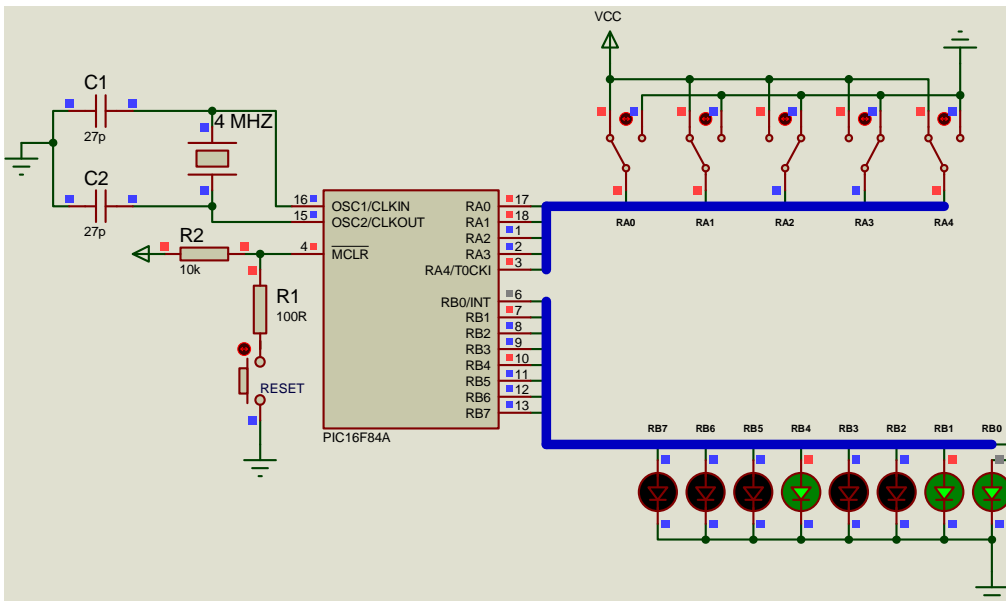 VCC
C1
27p
4 MHZ
C2
27p
R2
10k
R1
100R
RESET
16 OSC1/CLKIN
15 OSC2/CLKOUT
4 MCLR
RA0 17
RA1 18
RA2 1
RA3 2
RA4/T0CKI 3
RB0/INT 6
RB1 7
RB2 8
RB3 9
RB4 10
RB5 11
RB6 12
RB7 13
PIC16F84A
RA0 RA1 RA2 RA3 RA4
RB7 RB6 RB5 RB4 RB3 RB2 RB1 RB0